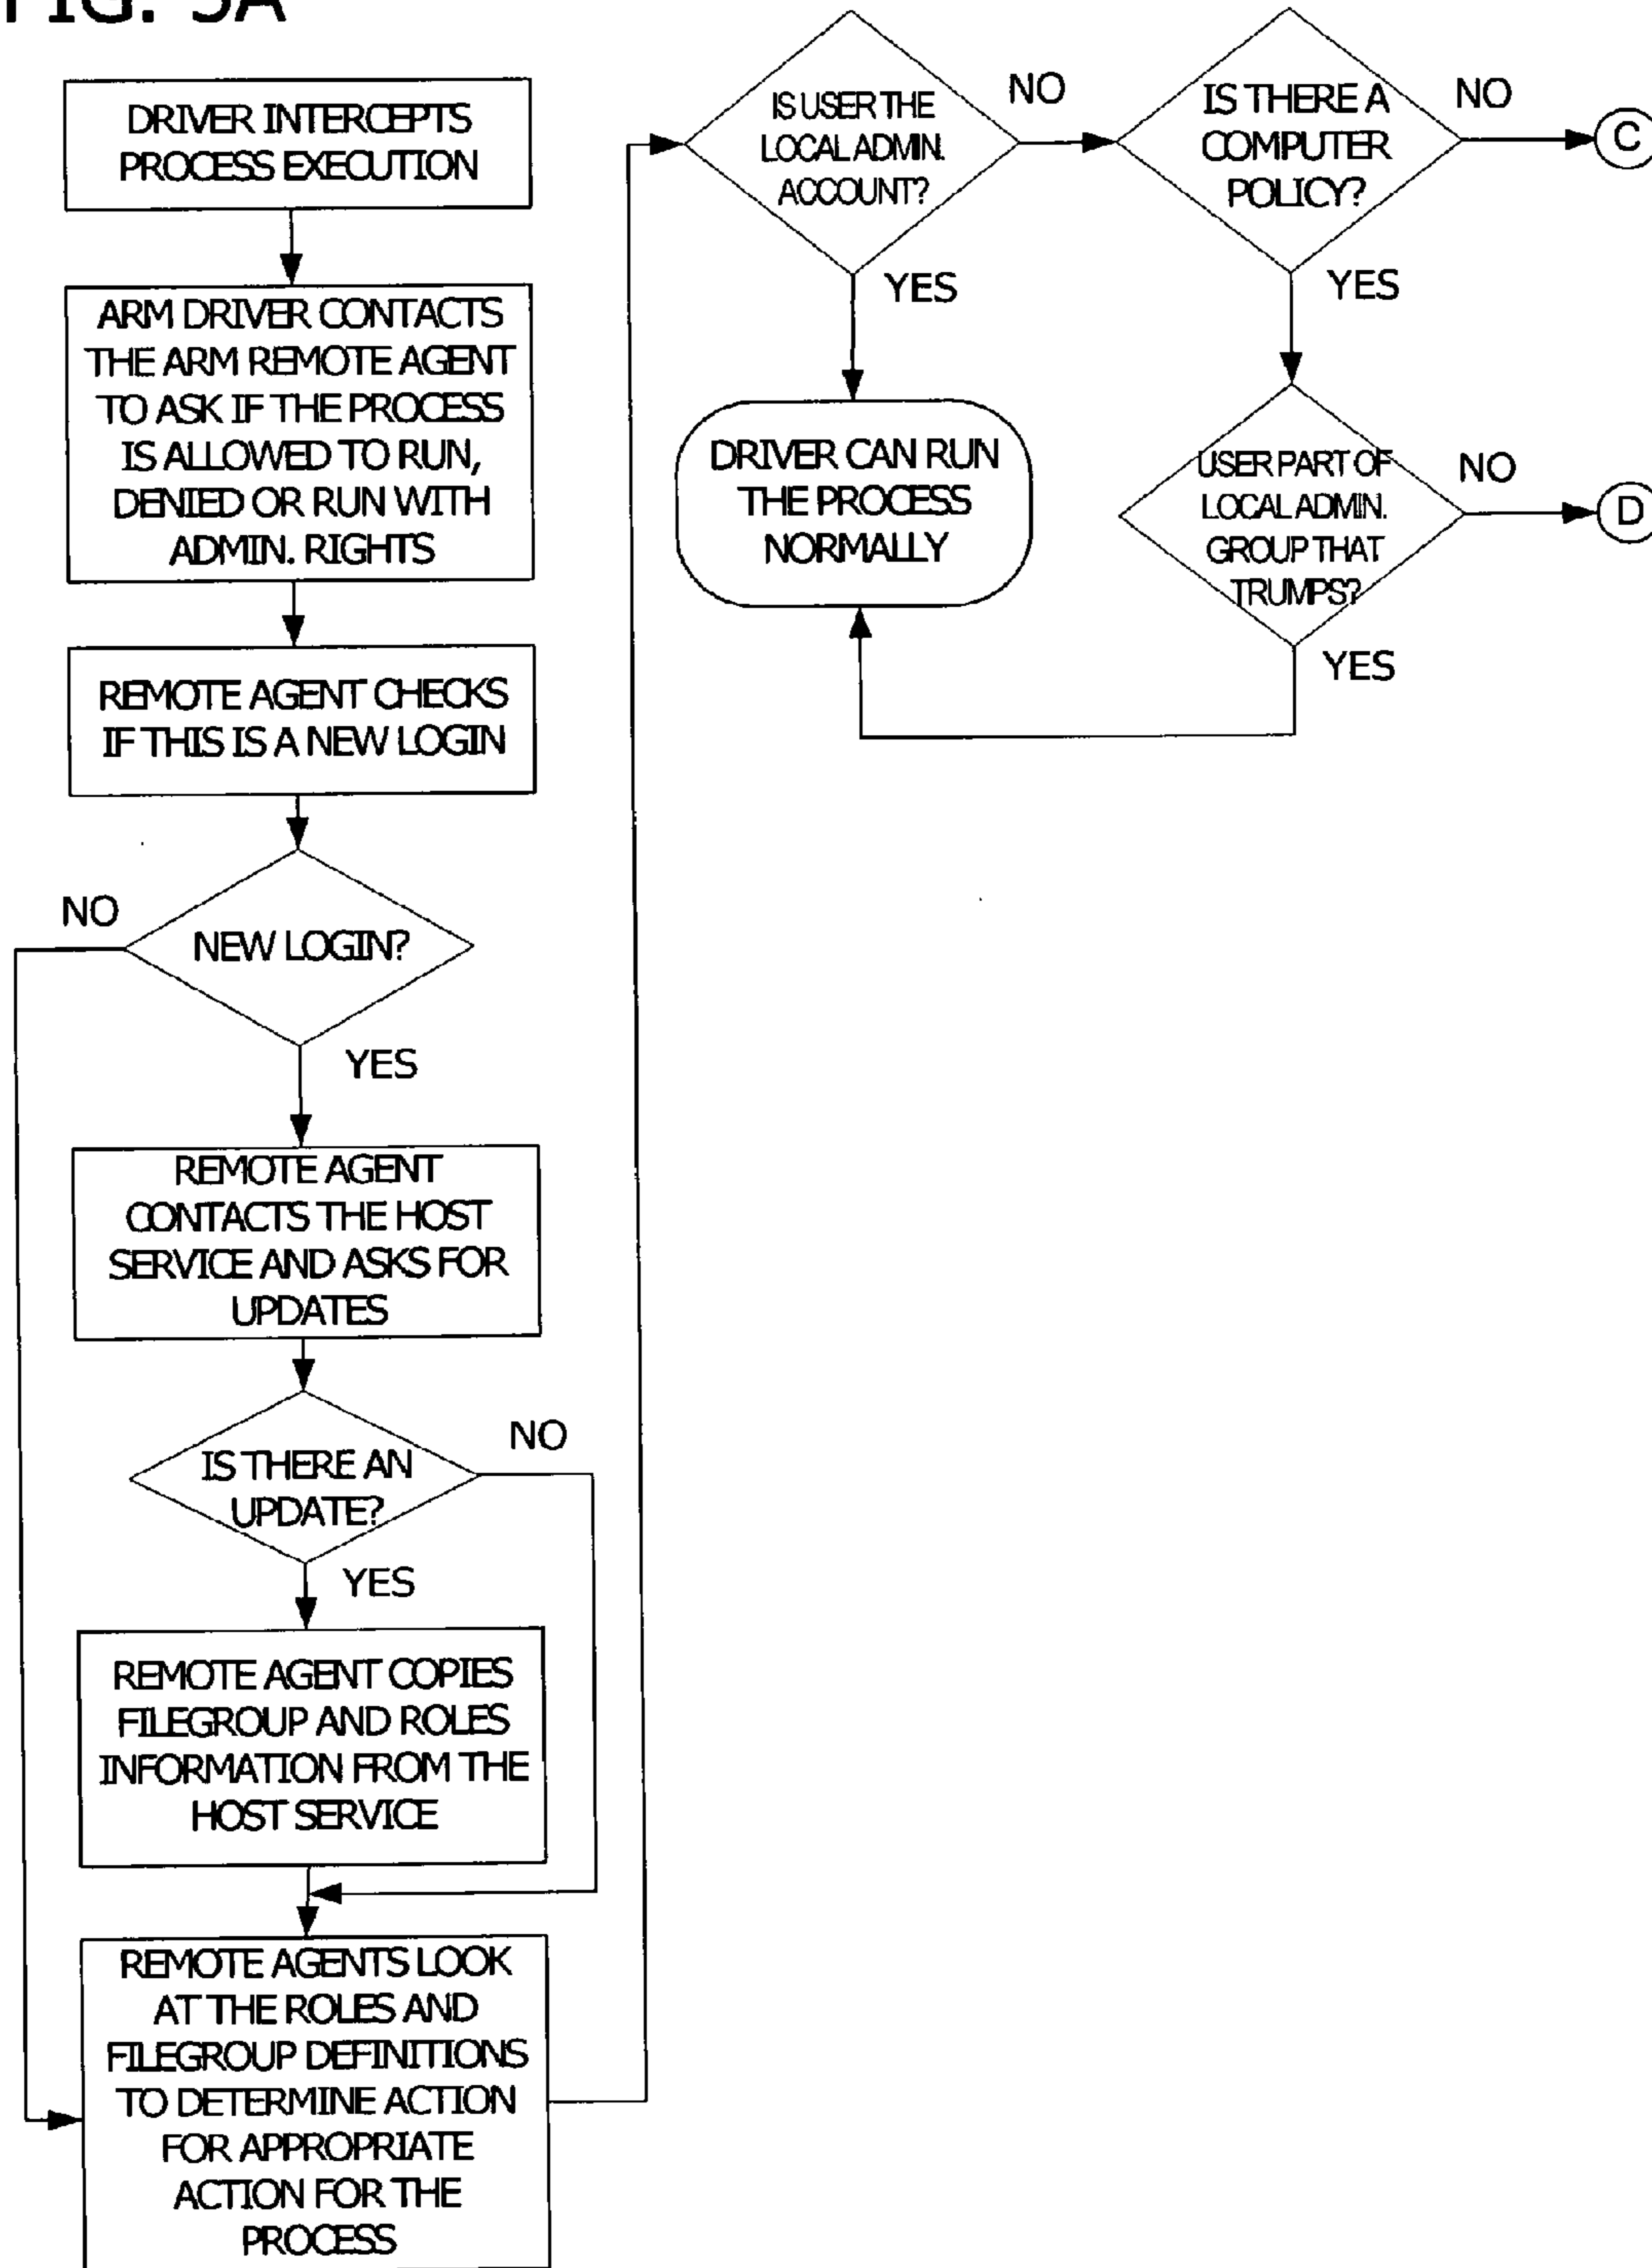 FIG. 5A
DRIVER INTERCEPTS
PROCESS EXECUTION
ARM DRIVER CONTACTS
THE ARM REMOTE AGENT
TO ASK IF THE PROCESS
IS ALLOWED TO RUN,
DENIED OR RUN WITH
ADMIN. RIGHTS
REMOTE AGENT CHECKS
IF THIS IS A NEW LOGIN
NO
NEW LOGIN?
YES
REMOTE AGENT
CONTACTS THE HOST
SERVICE AND ASKS FOR
UPDATES
NO
IS THERE AN
UPDATE?
YES
REMOTE AGENT COPIES
FILEGROUP AND ROLES
INFORMATION FROM THE
HOST SERVICE
REMOTE AGENTS LOOK
AT THE ROLES AND
FILEGROUP DEFINITIONS
TO DETERMINE ACTION
FOR APPROPRIATE
ACTION FOR THE
PROCESS
IS USER THE
LOCAL ADMIN.
ACCOUNT?
NO
YES
DRIVER CAN RUN
THE PROCESS
NORMALLY
IS THERE A
COMPUTER
POLICY?
NO
C
YES
USER PART OF
LOCAL ADMIN.
GROUP THAT
TRUMPS?
NO
D
YES